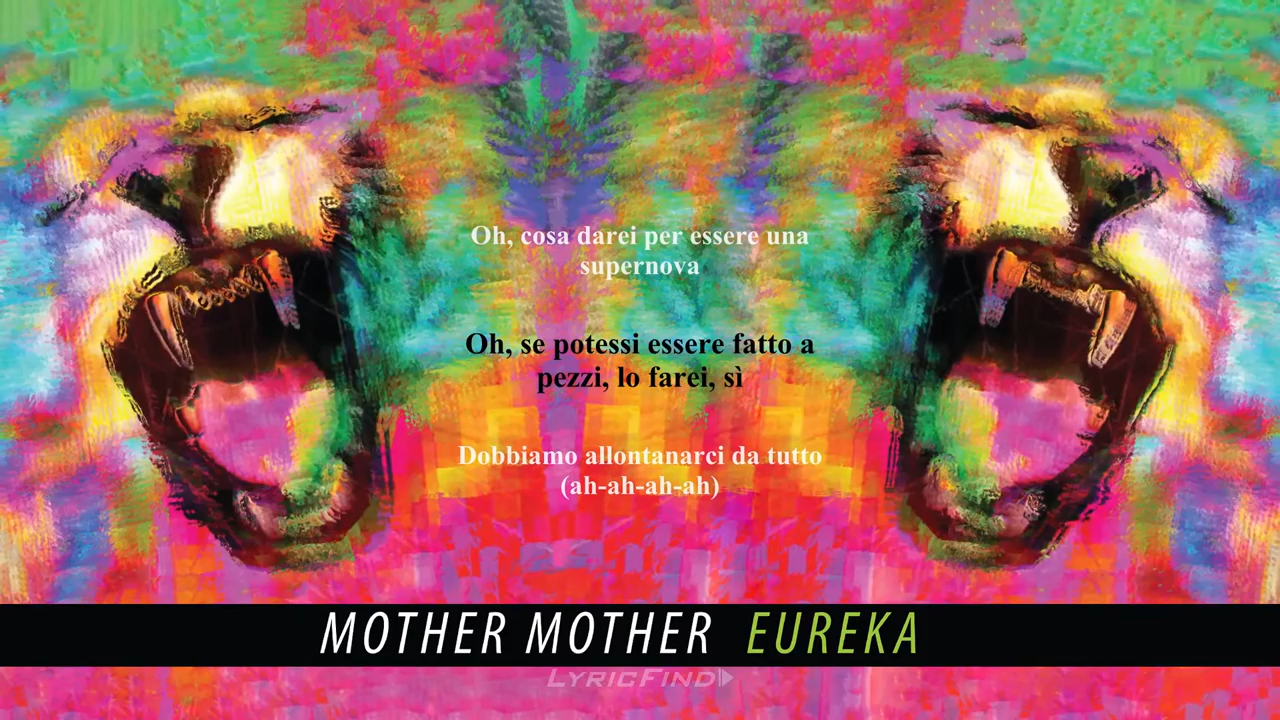 Oh, cosa darei per essere una
supernova
Oh, se potessi essere fatto a
pezzi, lo farei, sì
Dobbiamo allontanarci da tutto
(ah-ah-ah-ah)
MOTHER MOTHER EUREKA
LYRICFIND